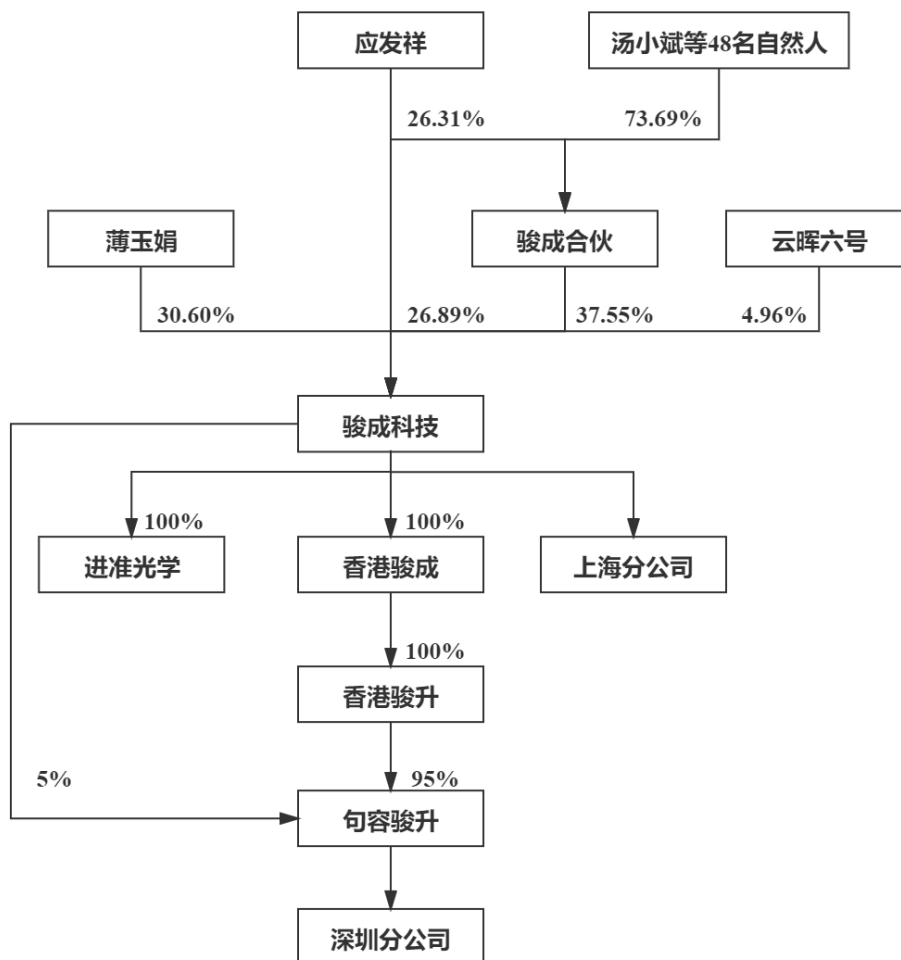 应发祥
汤小斌等48名自然人
26.31%
73.69%
薄玉娟
骏成合伙
云晖六号
30.60%
26.89%
37.55%
4.96%
骏成科技
100%
100%
进准光学
香港骏成
上海分公司
100%
香港骏升
5%
95%
句容骏升
深圳分公司